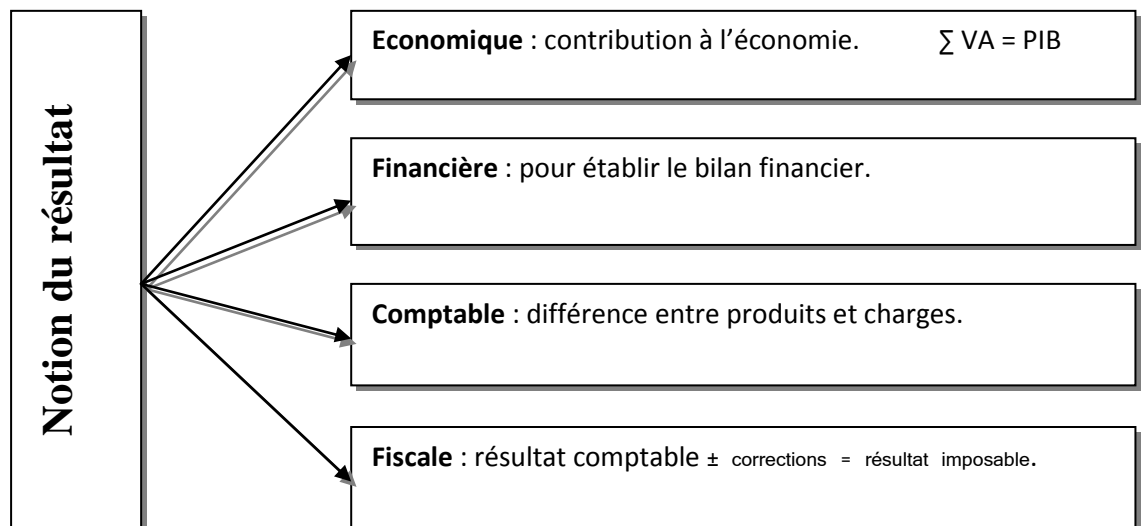 Notion du résultat
Economique : contribution à l’économie. ∑ VA = PIB
Financière : pour établir le bilan financier.
Comptable : différence entre produits et charges.
Fiscale : résultat comptable ± corrections = résultat imposable.